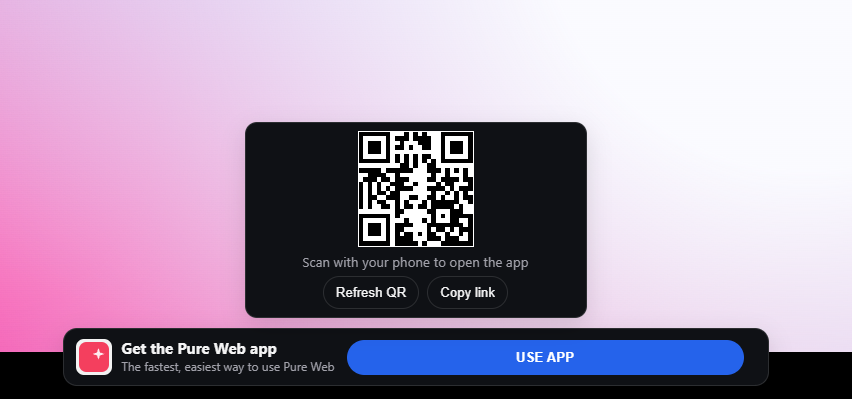 Scan with your phone to open the app
Refresh QR
Copy link
Get the Pure Web app
The fastest, easiest way to use Pure Web
USE APP